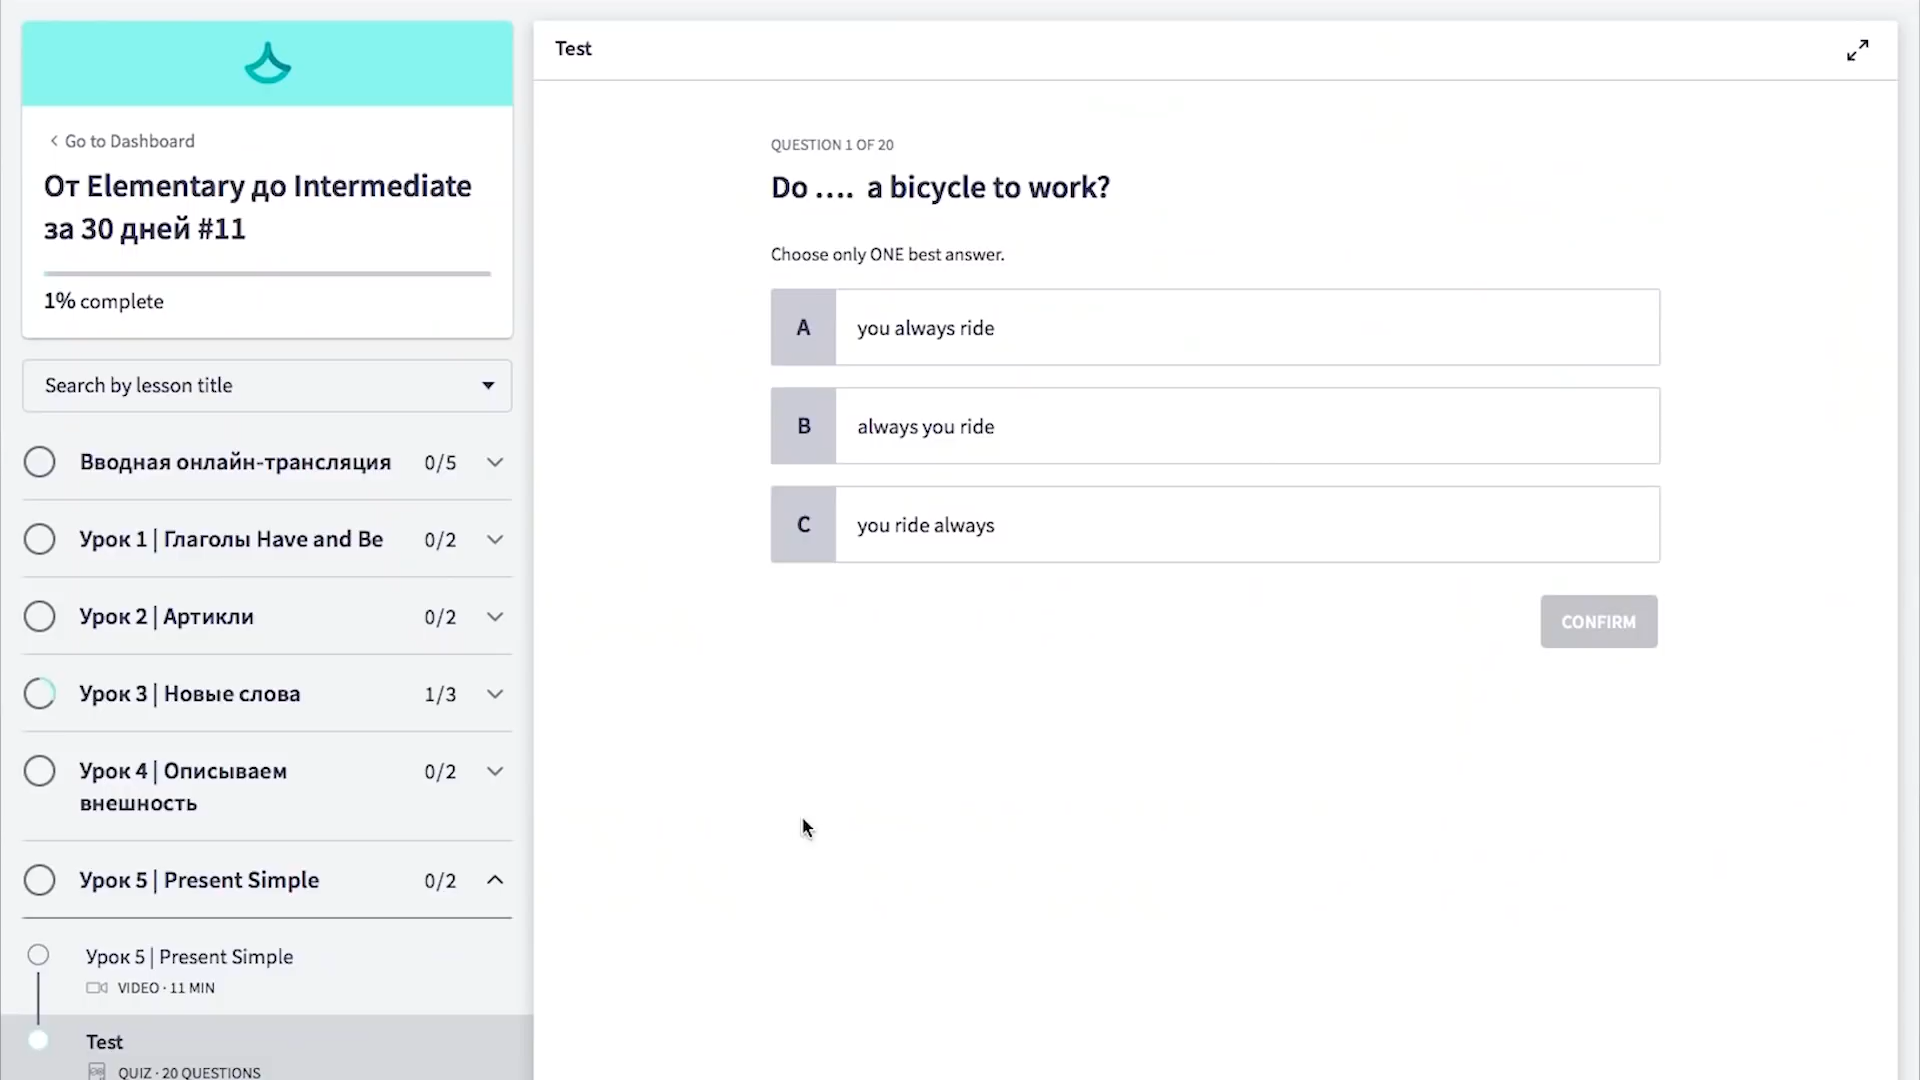 Go to Dashboard
От Elementary до Intermediate
за 30 дней #11
1% complete
Search by lesson title
Вводная онлайн-трансляция 0/5
Урок 1 | Глаголы Have and Be 0/2
Урок 2 | Артикли 0/2
Урок 3 | Новые слова 1/3
Урок 4 | Описываем 0/2
внешность
Урок 5 | Present Simple 0/2
Урок 5 | Present Simple
VIDEO · 11 MIN
Test
QUIZ · 20 QUESTIONS
Test
QUESTION 1 OF 20
Do .... a bicycle to work?
Choose only ONE best answer.
A you always ride
B always you ride
C you ride always
CONFIRM